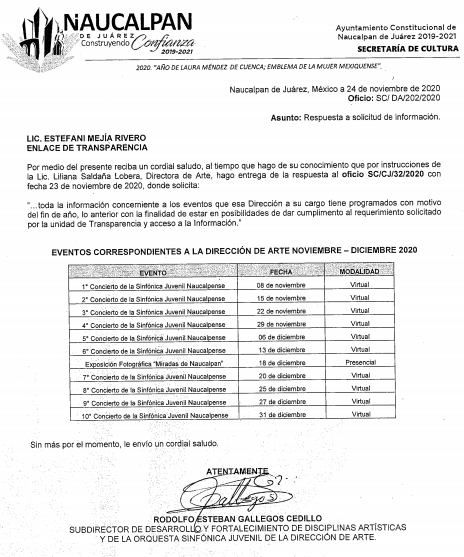 NAUCALPAN
DE JUÁREZ
Construyendo Confianza
2019-2021
Ayuntamiento Constitucional de
Naucalpan de Juárez 2019-2021
SECRETARÍA DE CULTURA
2020. "AÑO DE LAURA MÉNDEZ DE CUENCA; EMBLEMA DE LA MUJER MEXIQUENSE".
Naucalpan de Juárez, México a 24 de noviembre de 2020
Oficio: SC/ DA/202/2020
Asunto: Respuesta a solicitud de información.
LIC. ESTEFANI MEJÍA RIVERO
ENLACE DE TRANSPARENCIA
Por medio del presente reciba un cordial saludo, al tiempo que hago de su conocimiento que por instrucciones de
la Lic. Liliana Saldaña Lobera, Directora de Arte, hago entrega de la respuesta al oficio SC/CJ/32/2020 con
fecha 23 de noviembre de 2020, donde solicita:
"...toda la información concerniente a los eventos que esa Dirección a su cargo tiene programados con motivo
del fin de año, lo anterior con la finalidad de estar en posibilidades de dar cumplimento al requerimiento solicitado
por la unidad de Transparencia y acceso a la Información."
EVENTOS CORRESPONDIENTES A LA DIRECCIÓN DE ARTE NOVIEMBRE – DICIEMBRE 2020
EVENTO FECHA MODALIDAD
1° Concierto de la Sinfónica Juvenil Naucalpense 08 de noviembre Virtual
2° Concierto de la Sinfónica Juvenil Naucalpense 15 de noviembre Virtual
3° Concierto de la Sinfónica Juvenil Naucalpense 22 de noviembre Virtual
4° Concierto de la Sinfónica Juvenil Naucalpense 29 de noviembre Virtual
5° Concierto de la Sinfónica Juvenil Naucalpense 06 de diciembre Virtual
6° Concierto de la Sinfónica Juvenil Naucalpense 13 de diciembre Virtual
Exposición Fotográfica "Miradas de Naucalpan" 18 de diciembre Presencial
7° Concierto de la Sinfónica Juvenil Naucalpense 20 de diciembre Virtual
8° Concierto de la Sinfónica Juvenil Naucalpense 25 de diciembre Virtual
9° Concierto de la Sinfónica Juvenil Naucalpense 27 de diciembre Virtual
10° Concierto de la Sinfónica Juvenil Naucalpense 31 de diciembre Virtual
Sin más por el momento, le envío un cordial saludo.
ATENTAMENTE
Gallegos
RODOLFO ESTEBAN GALLEGOS CEDILLO
SUBDIRECTOR DE DESARROLLO Y FORTALECIMIENTO DE DISCIPLINAS ARTÍSTICAS
Y DE LA ORQUESTA SINFÓNICA JUVENIL DE LA DIRECCIÓN DE ARTE.